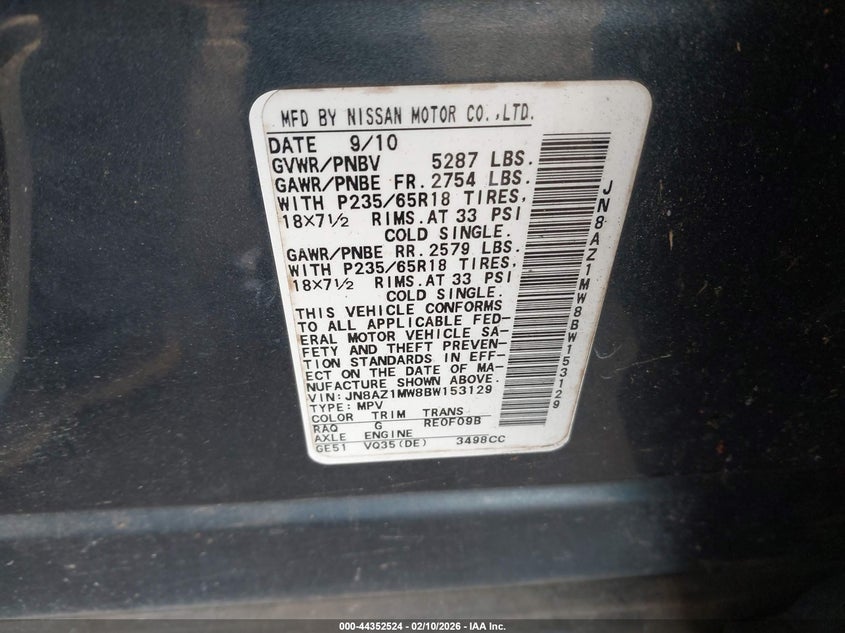 MFD BY NISSAN MOTOR CO.,LTD.
DATE 9/10
GVWR/PNBV 5287 LBS.
GAWR/PNBE FR. 2754 LBS.
WITH P235/65R18 TIRES,
18×7½ RIMS. AT 33 PSI
COLD SINGLE.
GAWR/PNBE RR. 2579 LBS.
WITH P235/65R18 TIRES,
18×7½ RIMS. AT 33 PSI
COLD SINGLE.
THIS VEHICLE CONFORMS
TO ALL APPLICABLE FED-
ERAL MOTOR VEHICLE SA-
FETY AND THEFT PREVEN-
TION STANDARDS IN EFF-
ECT ON THE DATE OF MA-
NUFACTURE SHOWN ABOVE.
VIN:JN8AZ1MW8BW153129
TYPE: MPV
COLOR TRIM TRANS
RAQ G RE0F09B
AXLE ENGINE
GE51 VQ35(DE) 3498CC
JN8AZ1MW8BW153129
000-44352524 | 02/10/2026 | IAA Inc.